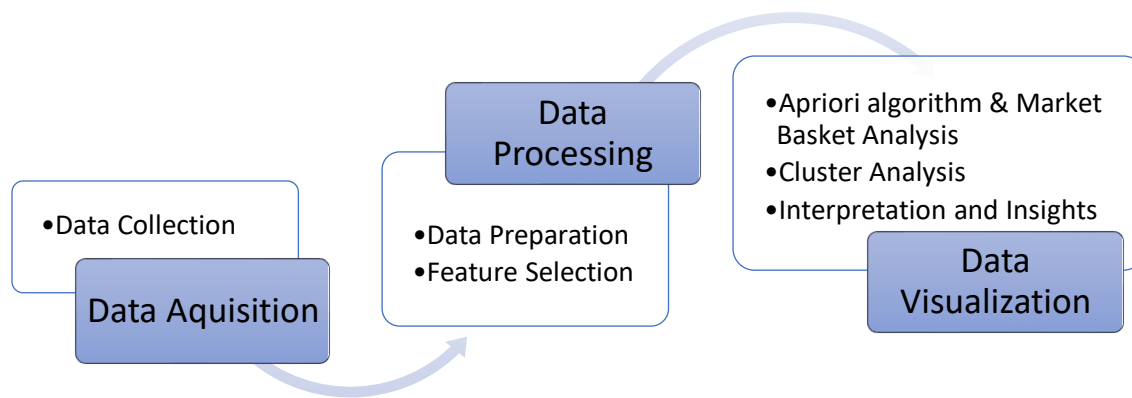 •Data Collection
Data Aquisition
Data
Processing
•Data Preparation
•Feature Selection
•Apriori algorithm & Market
Basket Analysis
•Cluster Analysis
•Interpretation and Insights
Data
Visualization